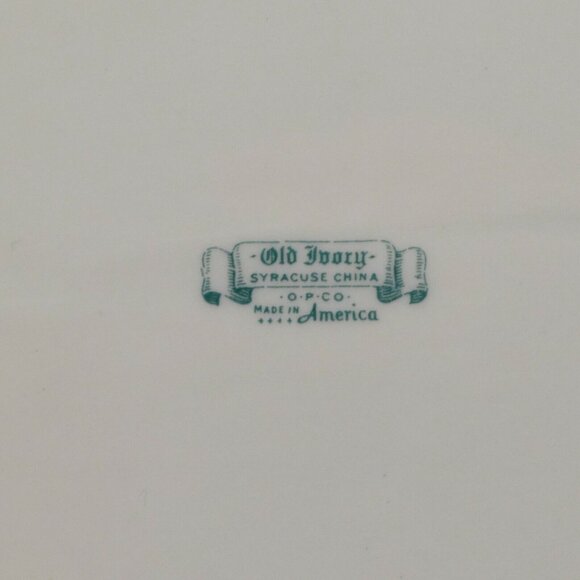 ·Old Ivory·
SYRACUSE CHINA
·O·P·CO·
MADE IN America